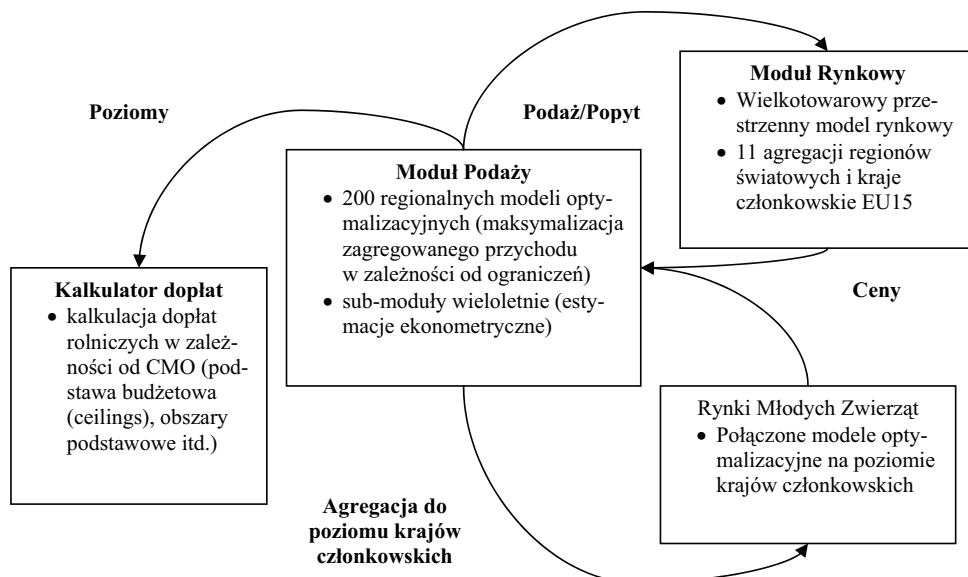 Poziomy
Podaż/Popyt
Moduł Rynkowy
• Wielkotowarowy prze-
strzenny model rynkowy
• 11 agregacji regionów
światowych i kraje
członkowskie EU15
Moduł Podaży
• 200 regionalnych modeli opty-
malizacyjnych (maksymalizacja
zagregowanego przychodu
w zależności od ograniczeń)
• sub-moduły wieloletnie (esty-
macje ekonometryczne)
Kalkulator dopłat
• kalkulacja dopłat
rolniczych w zależ-
ności od CMO (pod-
stawa budżetowa
(ceilings), obszary
podstawowe itd.)
Ceny
Rynki Młodych Zwierząt
• Połączone modele opty-
malizacyjne na poziomie
krajów członkowskich
Agregacja do
poziomu krajów
członkowskich